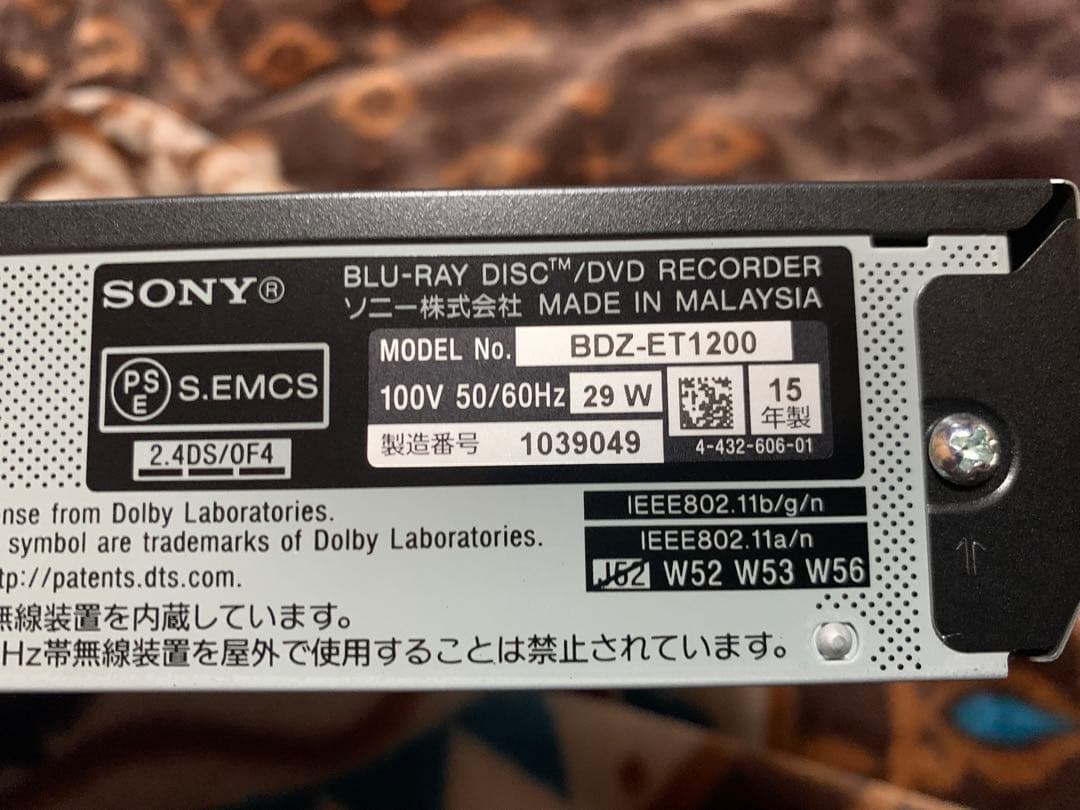 SONY®
BLU-RAY DISC™/DVD RECORDER
ソニー株式会社 MADE IN MALAYSIA
MODEL No. BDZ-ET1200
PSE S.EMCS
100V 50/60Hz 29 W
15年製
製造番号 1039049
4-432-606-01
2.4DS/OF4
ense from Dolby Laboratories.
symbol are trademarks of Dolby Laboratories.
tp://patents.dts.com.
IEEE802.11b/g/n
IEEE802.11a/n
J52 W52 W53 W56
無線装置を内蔵しています。
Hz帯無線装置を屋外で使用することは禁止されています。